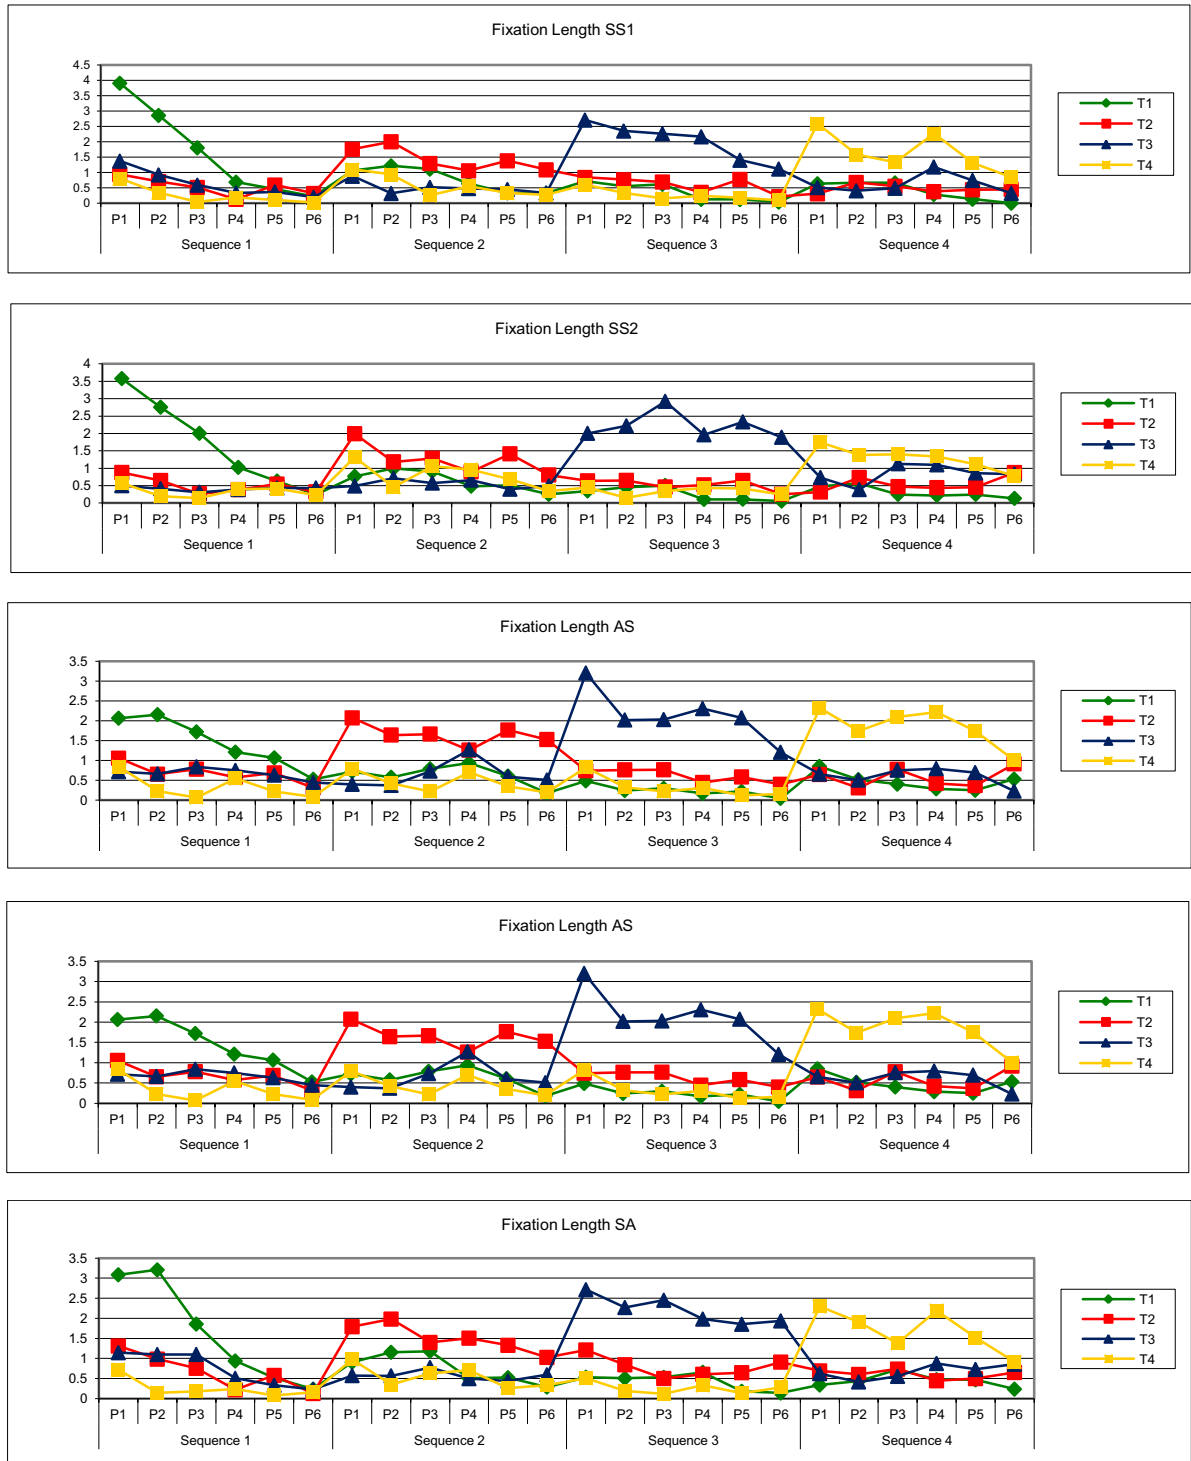 Fixation Length SS1
4.5
4
3.5
3
2.5
2
1.5
1
0.5
0
P1 P2 P3 P4 P5 P6 P1 P2 P3 P4 P5 P6 P1 P2 P3 P4 P5 P6 P1 P2 P3 P4 P5 P6
Sequence 1 Sequence 2 Sequence 3 Sequence 4
T1
T2
T3
T4
Fixation Length SS2
4
3.5
3
2.5
2
1.5
1
0.5
0
P1 P2 P3 P4 P5 P6 P1 P2 P3 P4 P5 P6 P1 P2 P3 P4 P5 P6 P1 P2 P3 P4 P5 P6
Sequence 1 Sequence 2 Sequence 3 Sequence 4
T1
T2
T3
T4
Fixation Length AS
3.5
3
2.5
2
1.5
1
0.5
0
P1 P2 P3 P4 P5 P6 P1 P2 P3 P4 P5 P6 P1 P2 P3 P4 P5 P6 P1 P2 P3 P4 P5 P6
Sequence 1 Sequence 2 Sequence 3 Sequence 4
T1
T2
T3
T4
Fixation Length AS
3.5
3
2.5
2
1.5
1
0.5
0
P1 P2 P3 P4 P5 P6 P1 P2 P3 P4 P5 P6 P1 P2 P3 P4 P5 P6 P1 P2 P3 P4 P5 P6
Sequence 1 Sequence 2 Sequence 3 Sequence 4
T1
T2
T3
T4
Fixation Length SA
3.5
3
2.5
2
1.5
1
0.5
0
P1 P2 P3 P4 P5 P6 P1 P2 P3 P4 P5 P6 P1 P2 P3 P4 P5 P6 P1 P2 P3 P4 P5 P6
Sequence 1 Sequence 2 Sequence 3 Sequence 4
T1
T2
T3
T4